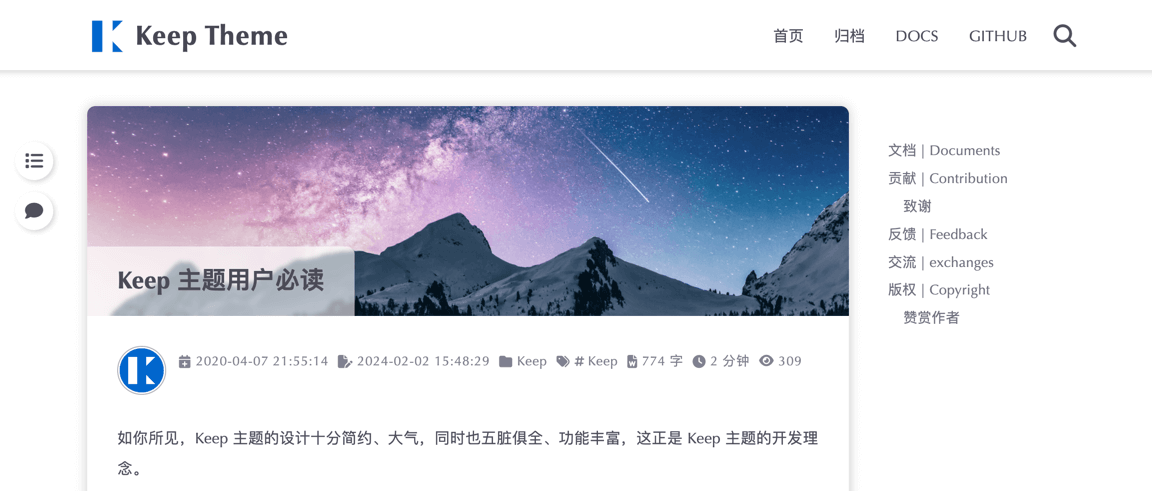 Keep Theme
首页 归档 DOCS GITHUB
Keep 主题用户必读
2020-04-07 21:55:14 2024-02-02 15:48:29 Keep # Keep 774 字 2 分钟 309
如你所见，Keep 主题的设计十分简约、大气，同时也五脏俱全、功能丰富，这正是 Keep 主题的开发理
念。
文档 | Documents
贡献 | Contribution
致谢
反馈 | Feedback
交流 | exchanges
版权 | Copyright
赞赏作者